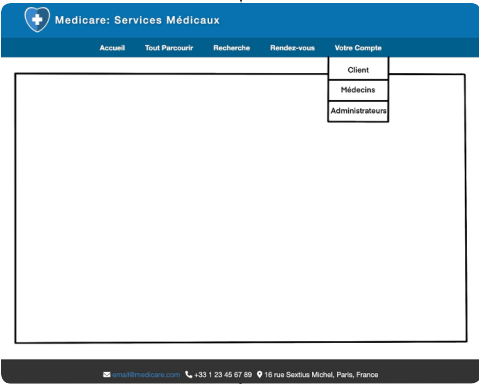 Medicare: Services Médicaux
Accueil Tout Parcourir Recherche Rendez-vous Votre Compte
Client
Médecins
Administrateurs
email@medicare.com +33 1 23 45 67 89 16 rue Sextius Michel, Paris, France